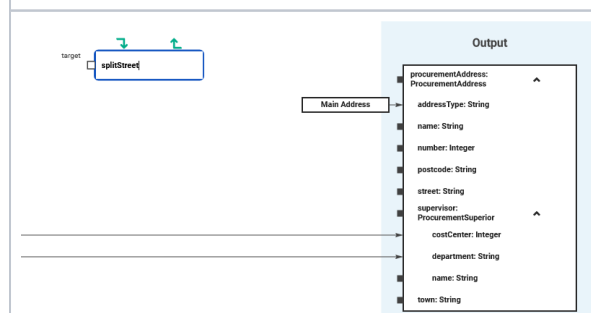 Output
target
splitStreet
procurementAddress:
ProcurementAddress
Main Address
addressType: String
name: String
number: Integer
postcode: String
street: String
supervisor:
ProcurementSuperior
costCenter: Integer
department: String
name: String
town: String